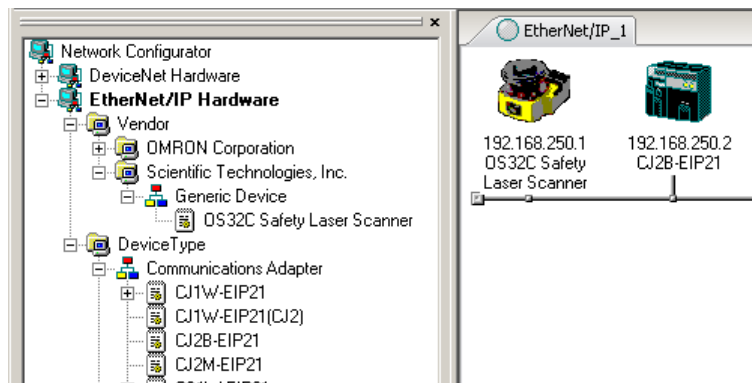 Network Configurator
DeviceNet Hardware
EtherNet/IP Hardware
Vendor
OMRON Corporation
Scientific Technologies, Inc.
Generic Device
OS32C Safety Laser Scanner
DeviceType
Communications Adapter
CJ1W-EIP21
CJ1W-EIP21(CJ2)
CJ2B-EIP21
CJ2M-EIP21
EtherNet/IP_1
192.168.250.1
OS32C Safety
Laser Scanner
192.168.250.2
CJ2B-EIP21